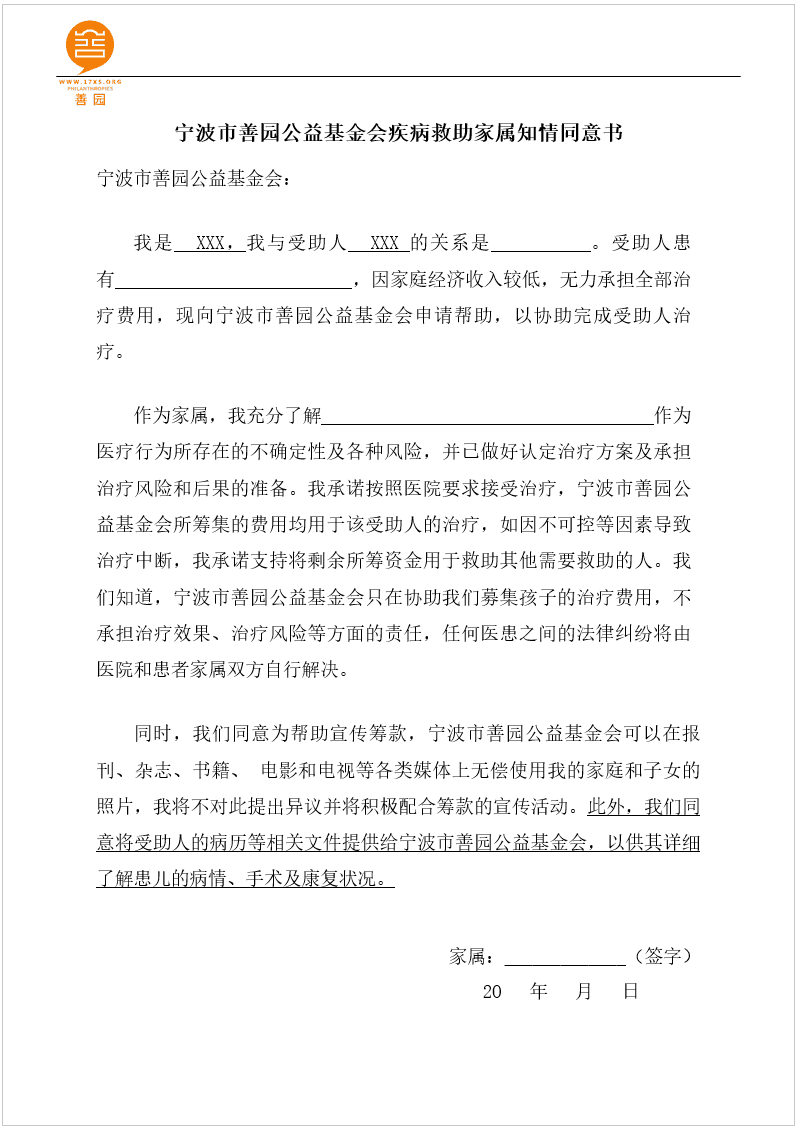 WWW.17XS.ORG
PHILANTHROPICS
善园
宁波市善园公益基金会疾病救助家属知情同意书
宁波市善园公益基金会：
我是  XXX，我与受助人  XXX 的关系是__________。受助人患
有________________________，因家庭经济收入较低，无力承担全部治
疗费用，现向宁波市善园公益基金会申请帮助，以协助完成受助人治
疗。
作为家属，我充分了解__________________________________作为
医疗行为所存在的不确定性及各种风险，并已做好认定治疗方案及承担
治疗风险和后果的准备。我承诺按照医院要求接受治疗，宁波市善园公
益基金会所筹集的费用均用于该受助人的治疗，如因不可控等因素导致
治疗中断，我承诺支持将剩余所筹资金用于救助其他需要救助的人。我
们知道，宁波市善园公益基金会只在协助我们募集孩子的治疗费用，不
承担治疗效果、治疗风险等方面的责任，任何医患之间的法律纠纷将由
医院和患者家属双方自行解决。
同时，我们同意为帮助宣传筹款，宁波市善园公益基金会可以在报
刊、杂志、书籍、 电影和电视等各类媒体上无偿使用我的家庭和子女的
照片，我将不对此提出异议并将积极配合筹款的宣传活动。此外，我们同
意将受助人的病历等相关文件提供给宁波市善园公益基金会，以供其详细
了解患儿的病情、手术及康复状况。
家属：____________（签字）
20 年 月 日